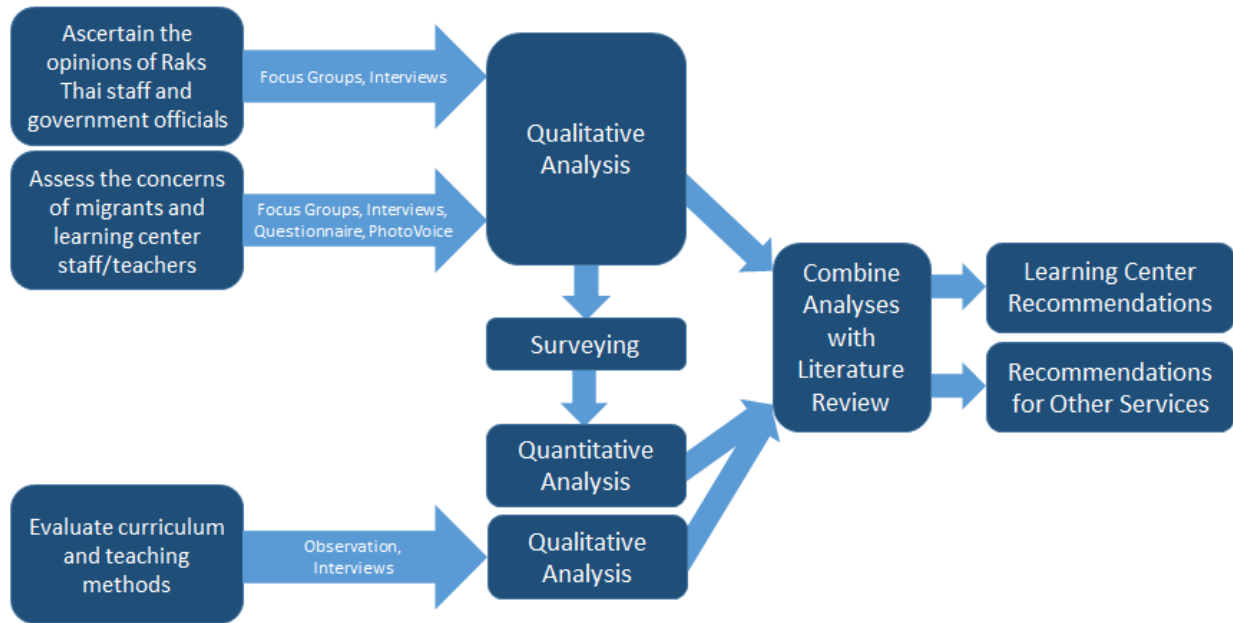 Ascertain the
opinions of Raks
Thai staff and
government officials
Focus Groups, Interviews
Assess the concerns
of migrants and
learning center
staff/teachers
Focus Groups, Interviews,
Questionnaire, PhotoVoice
Qualitative
Analysis
Surveying
Quantitative
Analysis
Evaluate curriculum
and teaching
methods
Observation,
Interviews
Qualitative
Analysis
Combine
Analyses
with
Literature
Review
Learning Center
Recommendations
Recommendations
for Other Services